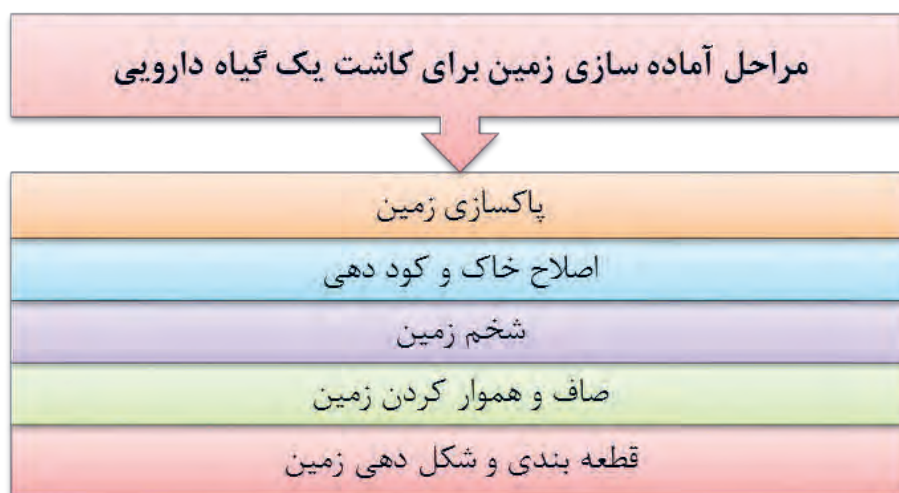 مراحل آماده سازی زمین برای کاشت یک گیاه دارویی
پاکسازی زمین
اصلاح خاک و کود دهی
شخم زمین
صاف و هموار کردن زمین
قطعه بندی و شکل دهی زمین